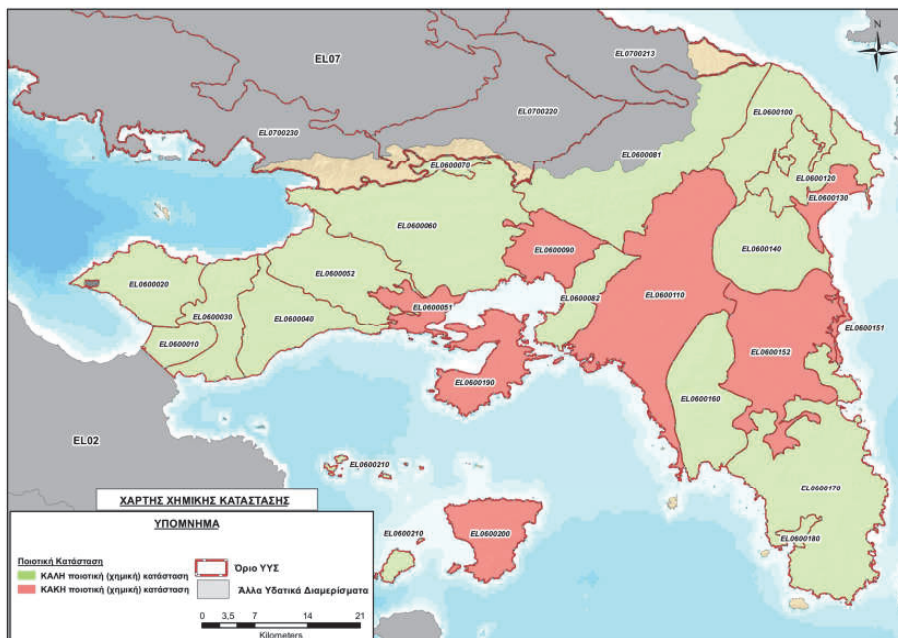 EL0700213
N
EL07
EL0700220
EL0700230
EL0600081
EL0600100
EL0600070
EL0600120
EL0600130
EL0600060
EL0600090
EL0600140
EL0600020
EL0600052
EL0600082
EL0600110
EL0600030
EL0600051
EL0600151
EL0600040
EL0600010
EL0600152
EL0600190
EL0600160
EL02
EL0600210
EL0600170
ΧΑΡΤΗΣ ΧΗΜΙΚΗΣ ΚΑΤΑΣΤΑΣΗΣ
ΥΠΟΜΝΗΜΑ
EL0600210
EL0600200
EL0600180
Ποιοτική Κατάσταση
ΚΑΛΗ ποιοτική (χημική) κατάσταση
ΚΑΚΗ ποιοτική (χημική) κατάσταση
Όριο ΥΥΣ
Άλλα Υδατικά Διαμερίσματα
0 3,5 7 14 21
Kilometers